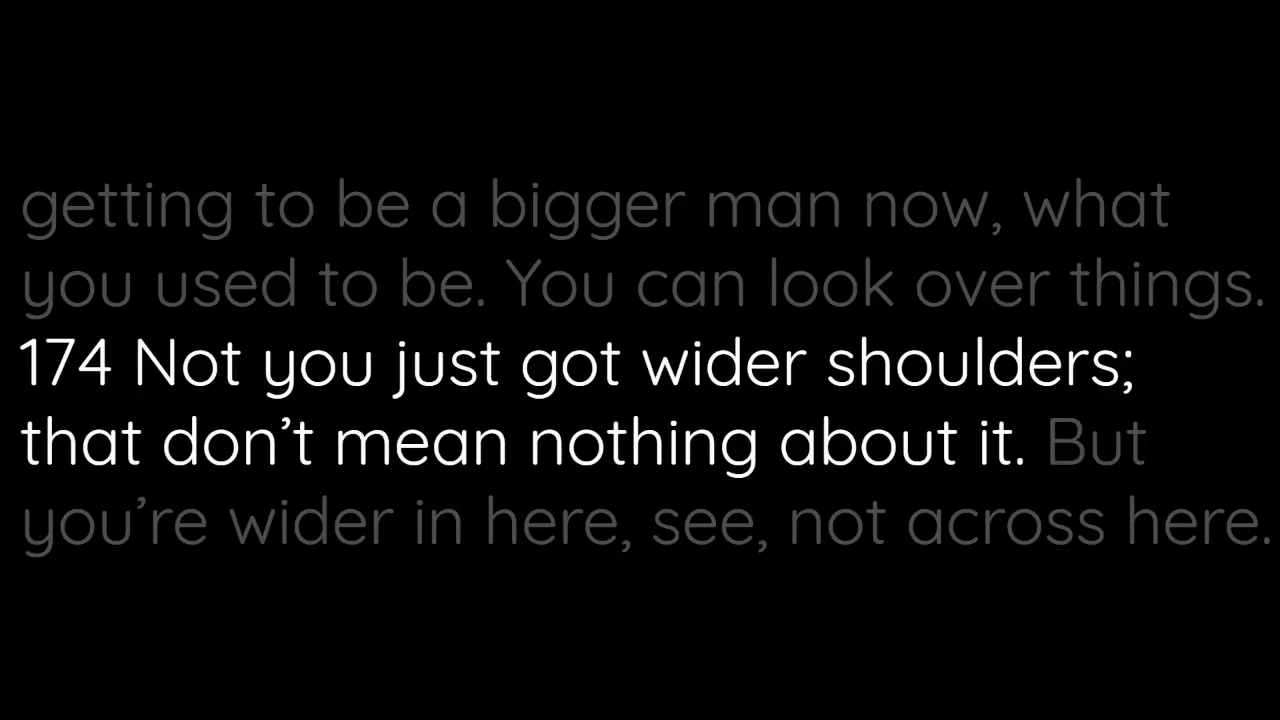 getting to be a bigger man now, what
you used to be. You can look over things.
174 Not you just got wider shoulders;
that don’t mean nothing about it. But
you’re wider in here, see, not across here.